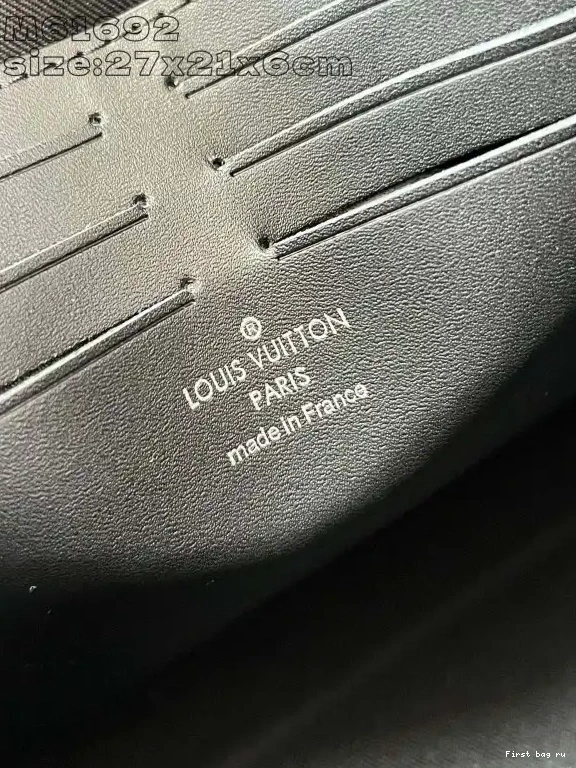 M61692
size:27x21x6cm
®
LOUIS VUITTON
PARIS
made in France
First bag ru